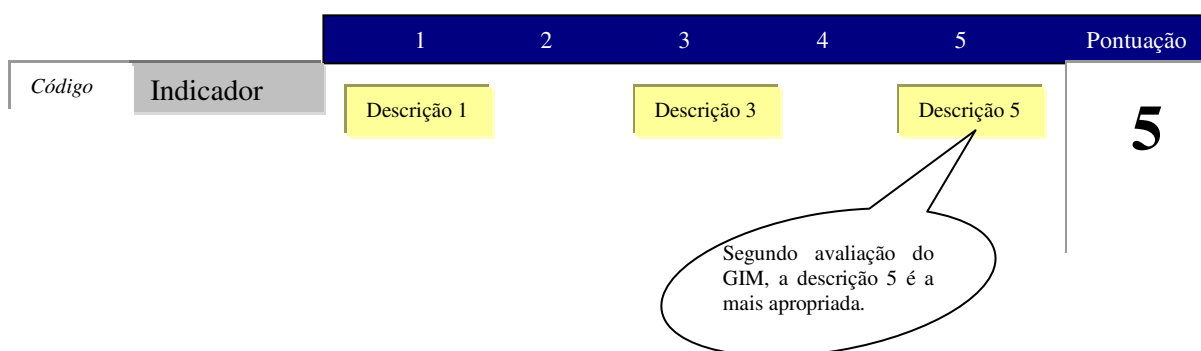 1 2 3 4 5 Pontuação
Código Indicador
Descrição 1 Descrição 3 Descrição 5 5
Segundo avaliação do
GIM, a descrição 5 é a
mais apropriada.